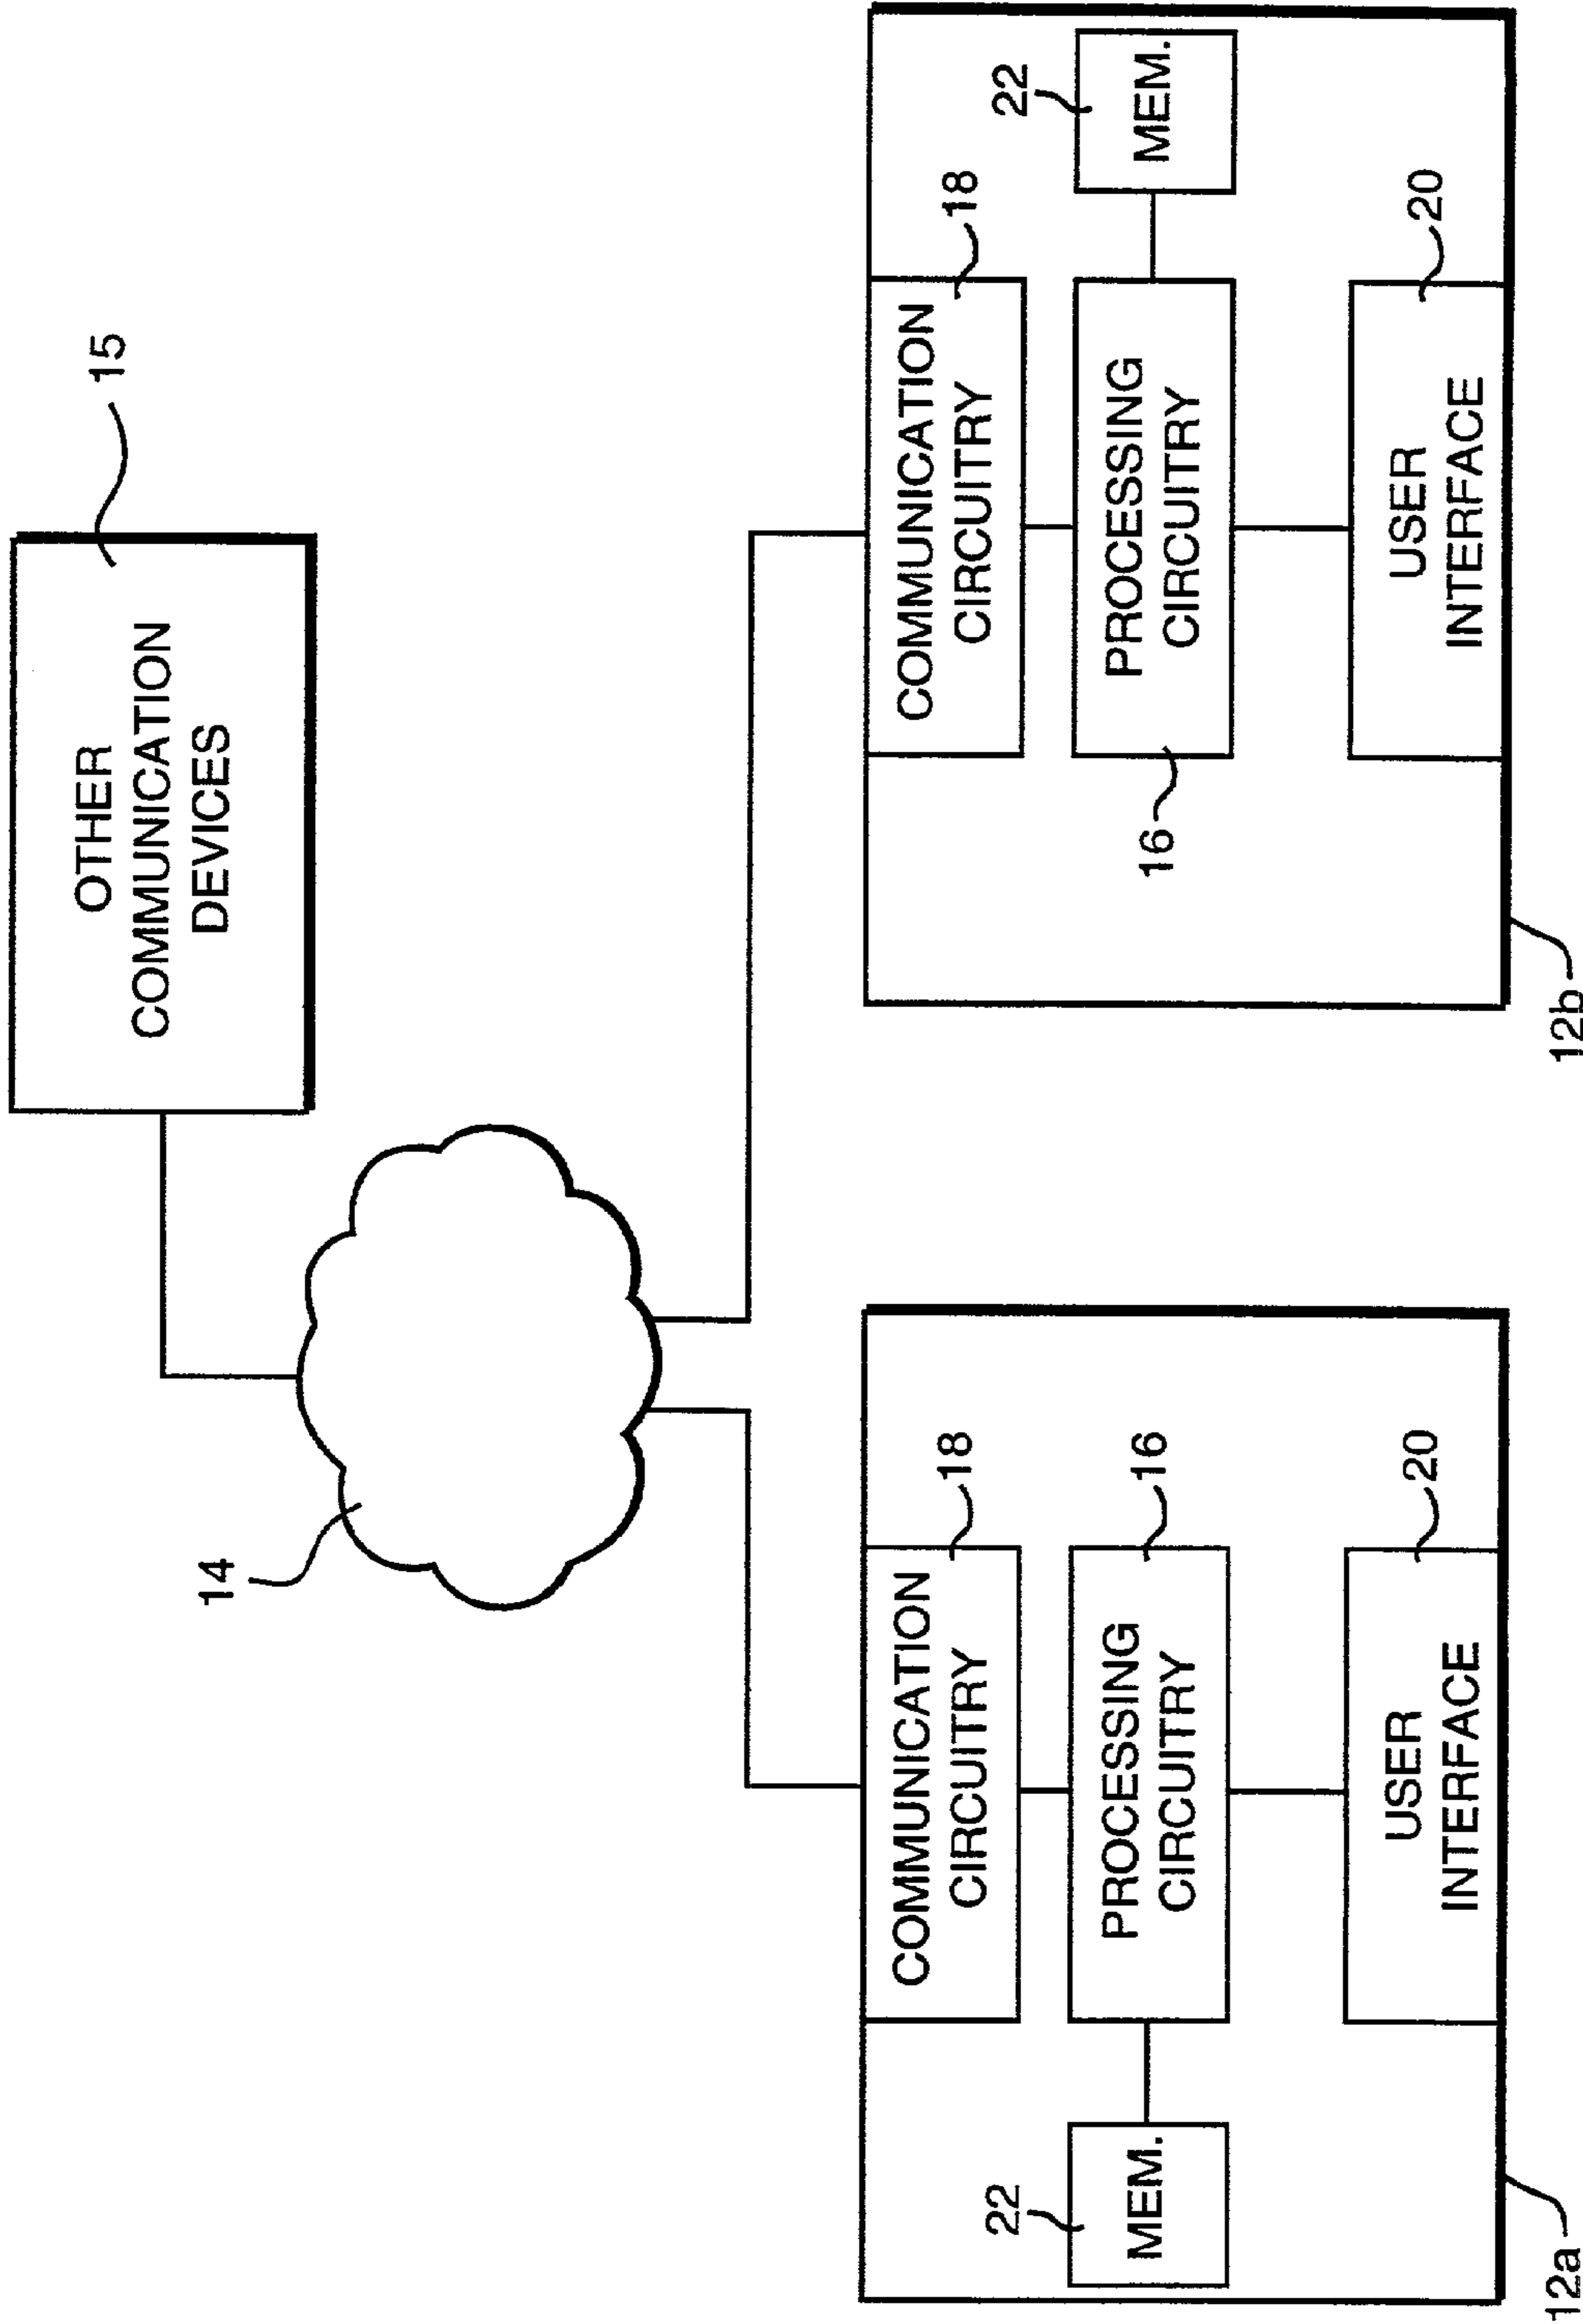 OTHER
COMMUNICATION
DEVICES
15
14
COMMUNICATION
CIRCUITRY
18
22
MEM.
PROCESSING
CIRCUITRY
16
USER
INTERFACE
20
12a
COMMUNICATION
CIRCUITRY
18
22
MEM.
PROCESSING
CIRCUITRY
16
USER
INTERFACE
20
12b